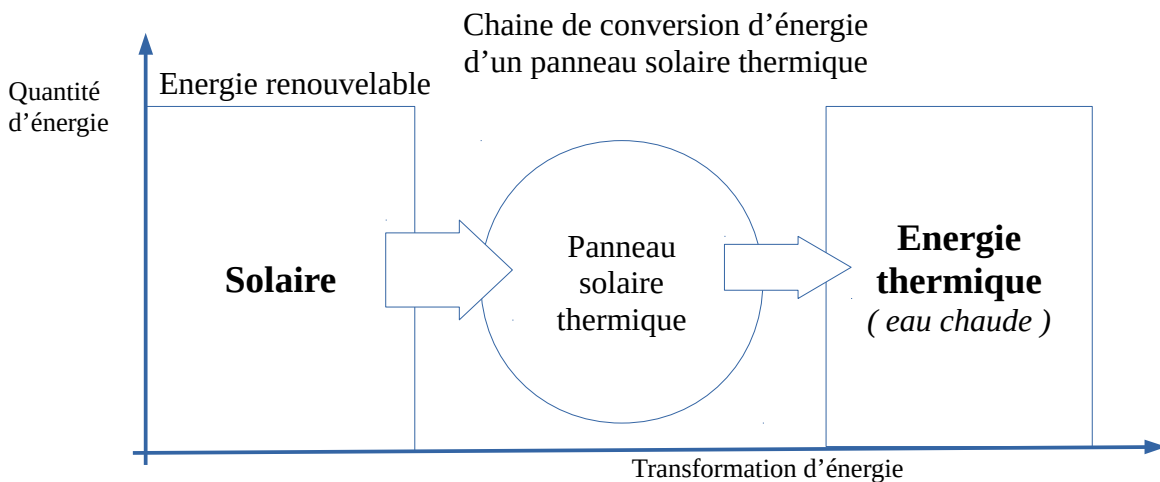 Chaine de conversion d’énergie
d’un panneau solaire thermique
Quantité
d’énergie
Energie renouvelable
Solaire
Panneau
solaire
thermique
Energie
thermique
( eau chaude )
Transformation d’énergie